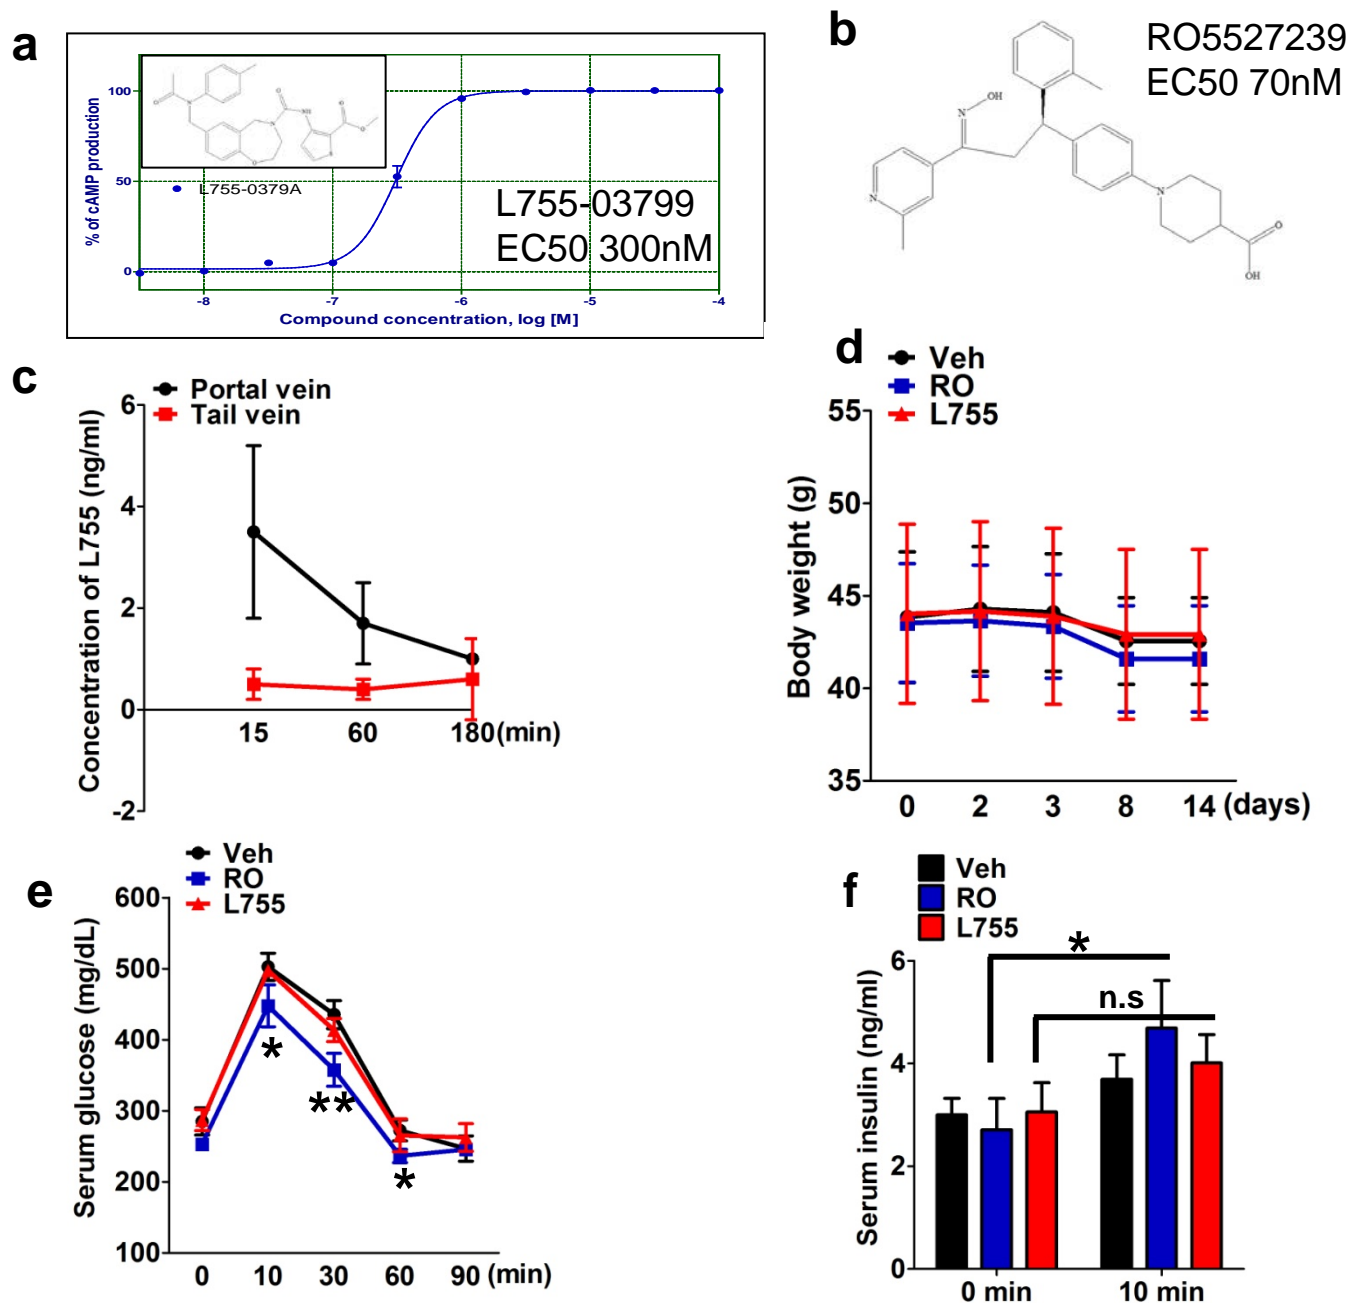 a
% of cAMP production
100
50
0
L755-0379A
L755-03799
EC50 300nM
-8
-7
-6
-5
-4
Compound concentration, log [M]
b
RO5527239
EC50 70nM
OH
N
N
N
O
OH
c
Portal vein
Tail vein
Concentration of L755 (ng/ml)
6
4
2
0
-2
15
60
180(min)
d
Veh
RO
L755
Body weight (g)
55
50
45
40
35
0
2
3
8
14 (days)
e
Veh
RO
L755
Serum glucose (mg/dL)
600
500
400
300
200
100
*
**
*
0
10
30
60
90 (min)
f
Veh
RO
L755
Serum insulin (ng/ml)
6
4
2
0
*
n.s
0 min
10 min